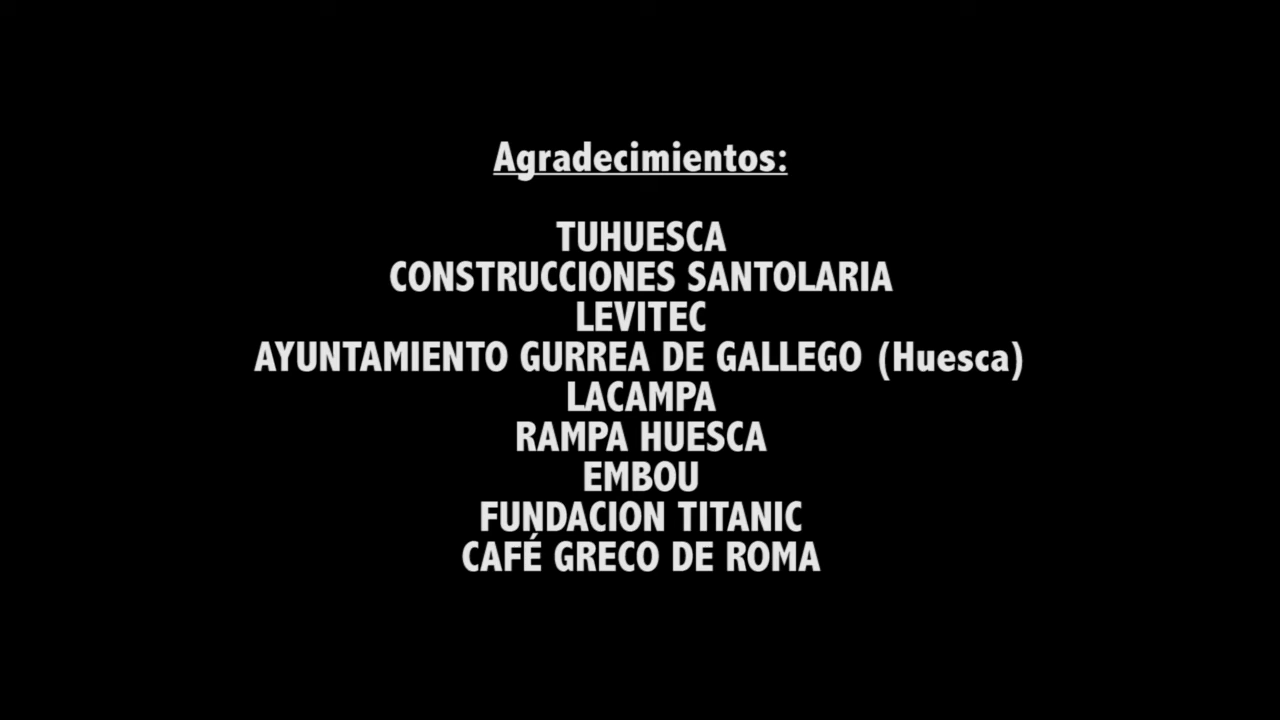 Agradecimientos:
TUHUESCA
CONSTRUCCIONES SANTOLARIA
LEVITEC
AYUNTAMIENTO GURREA DE GALLEGO (Huesca)
LACAMPA
RAMPA HUESCA
EMBOU
FUNDACION TITANIC
CAFÉ GRECO DE ROMA